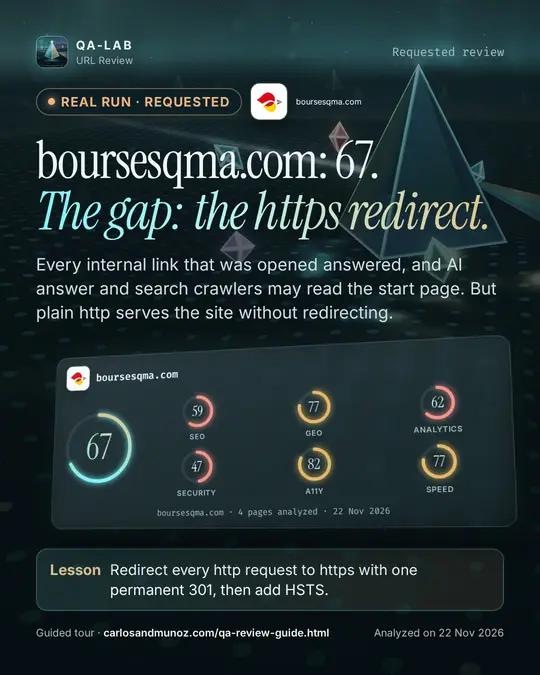 QA-LAB
URL Review
Requested review
REAL RUN · REQUESTED
boursesqma.com
boursesqma.com: 67.
The gap: the https redirect.
Every internal link that was opened answered, and AI
answer and search crawlers may read the start page. But
plain http serves the site without redirecting.
boursesqma.com
67
59
SEO
77
GEO
62
ANALYTICS
47
SECURITY
82
A11Y
77
SPEED
boursesqma.com · 4 pages analyzed · 22 Nov 2026
Lesson Redirect every http request to https with one
permanent 301, then add HSTS.
Guided tour · carlosandmunoz.com/qa-review-guide.html
Analyzed on 22 Nov 2026